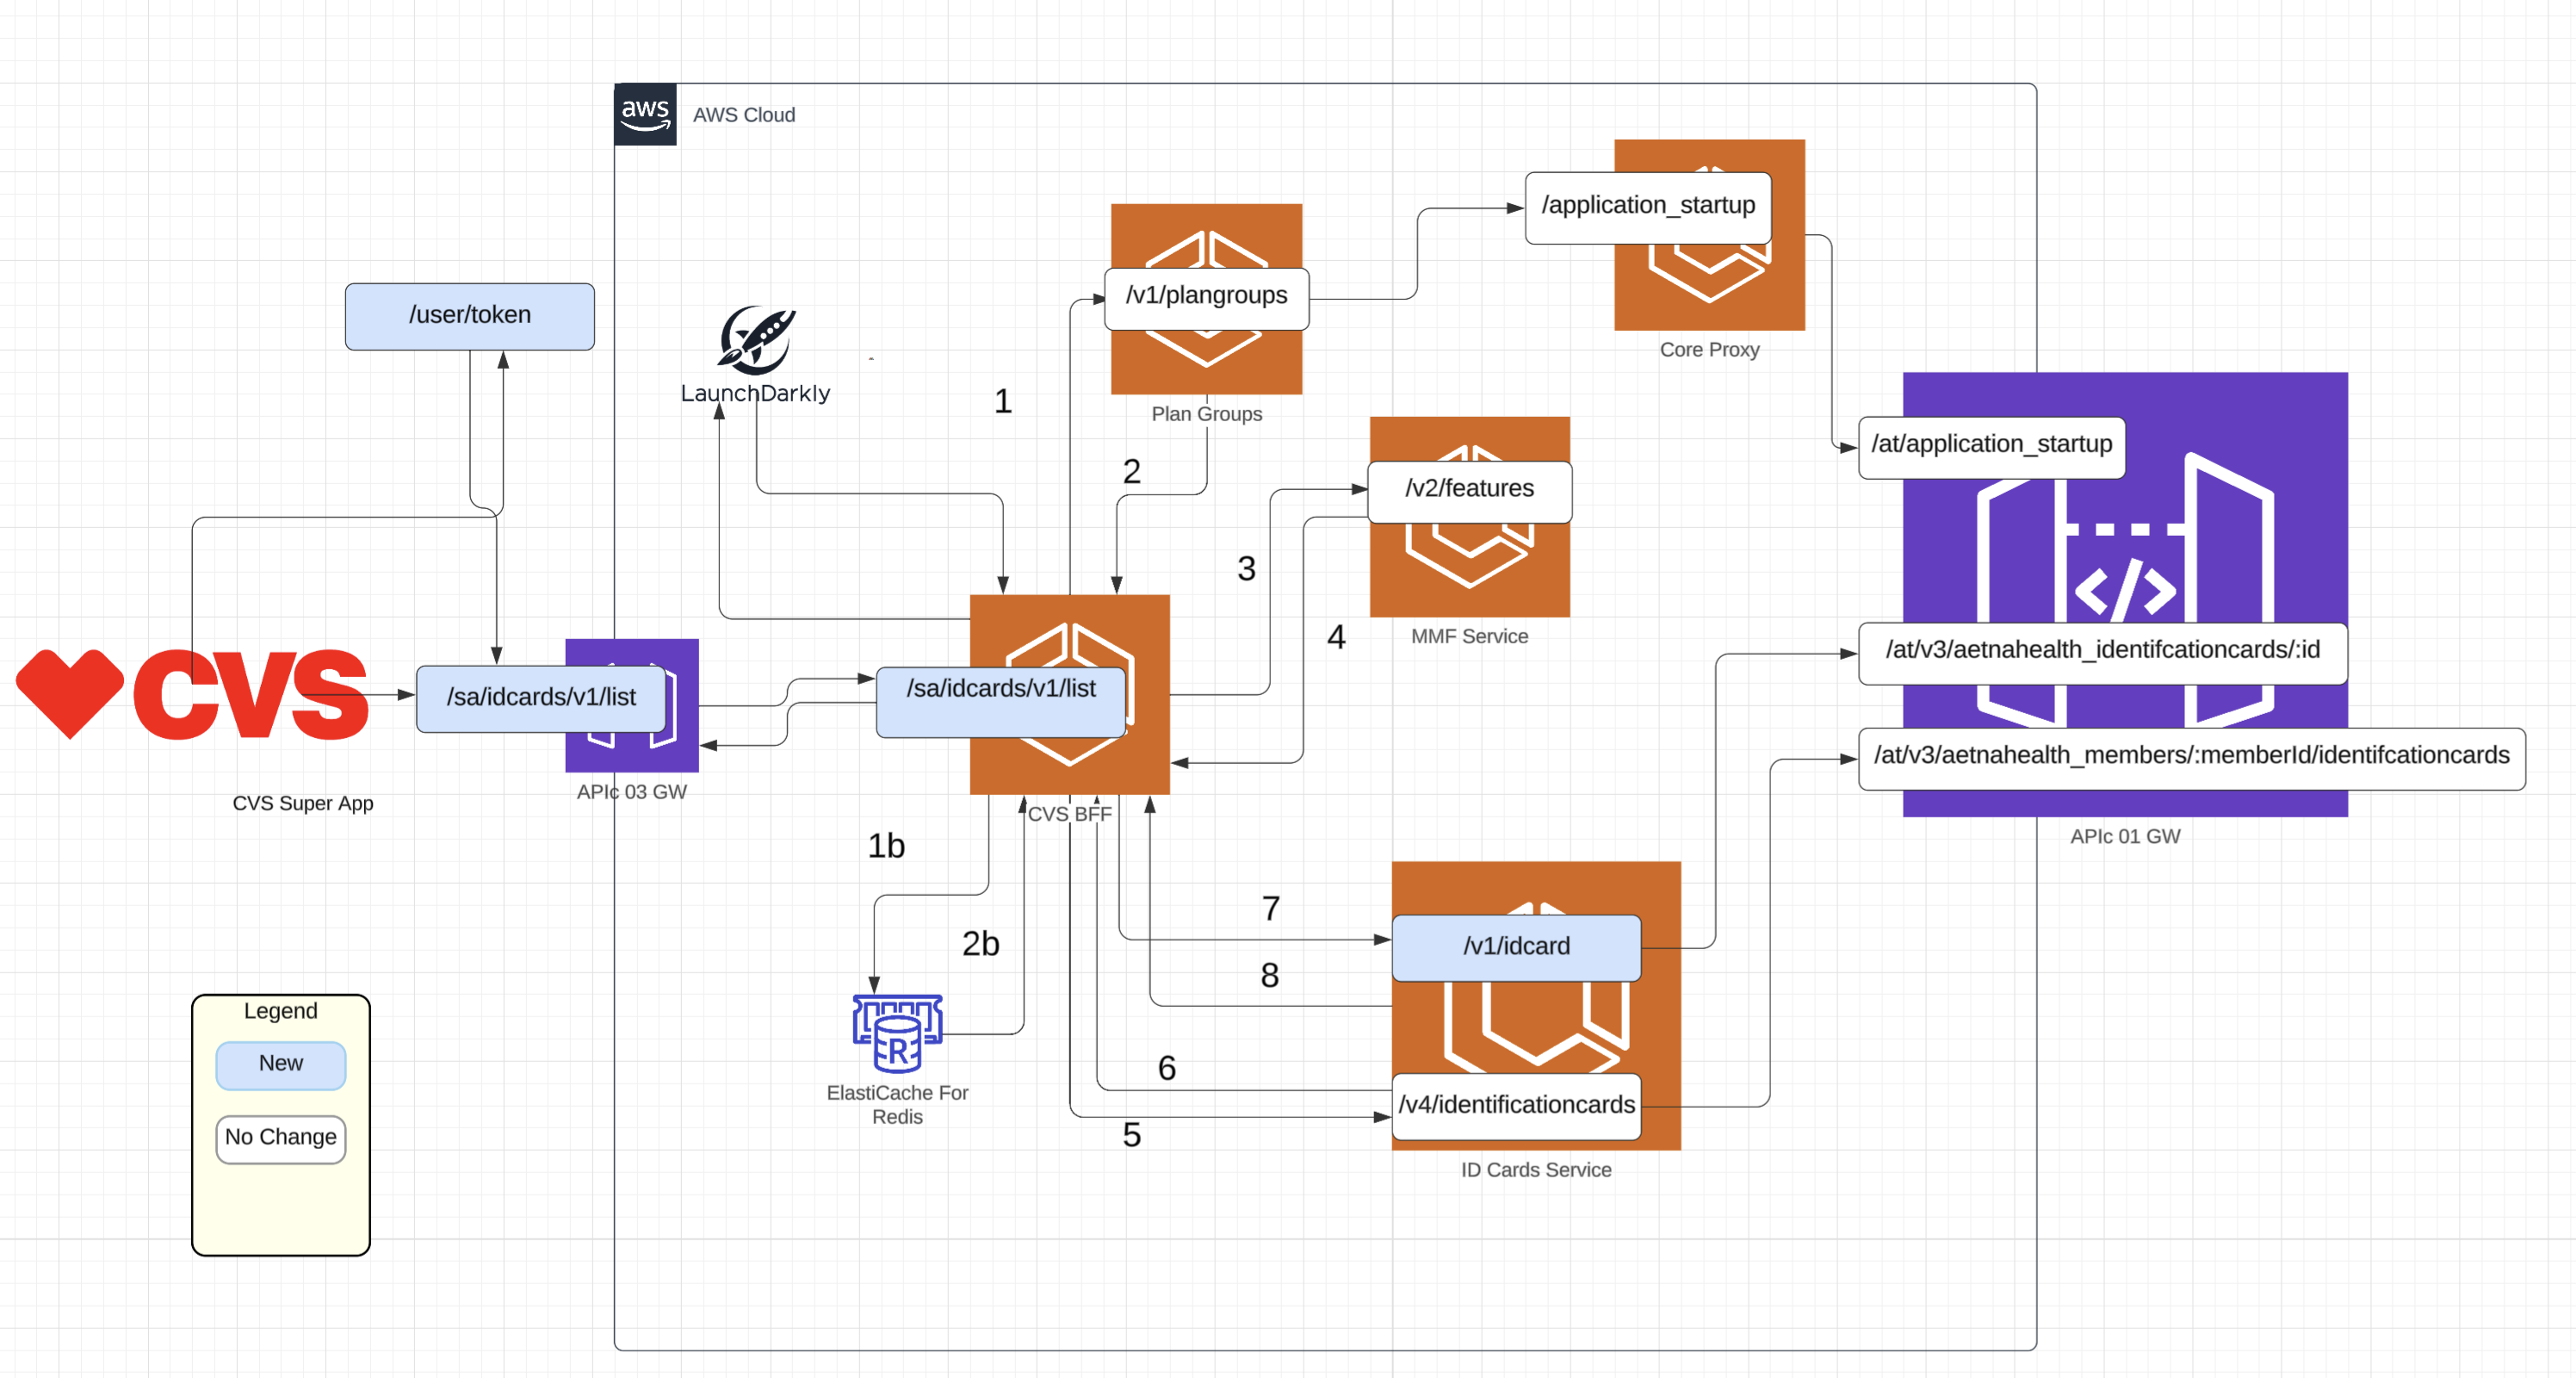 aws
AWS Cloud
/application_startup
Core Proxy
/v1/plangroups
Plan Groups
/user/token
LaunchDarkly
-
1
2
/at/application_startup
/v2/features
MMF Service
3
4
</>
/at/v3/aetnahealth_identifcationcards/:id
/at/v3/aetnahealth_members/:memberId/identifcationcards
APIc 01 GW
CVS
CVS Super App
/sa/idcards/v1/list
APIc 03 GW
/sa/idcards/v1/list
CVS BFF
1b
2b
7
/v1/idcard
8
6
/v4/identificationcards
5
ID Cards Service
R
ElastiCache For
Redis
Legend
New
No Change